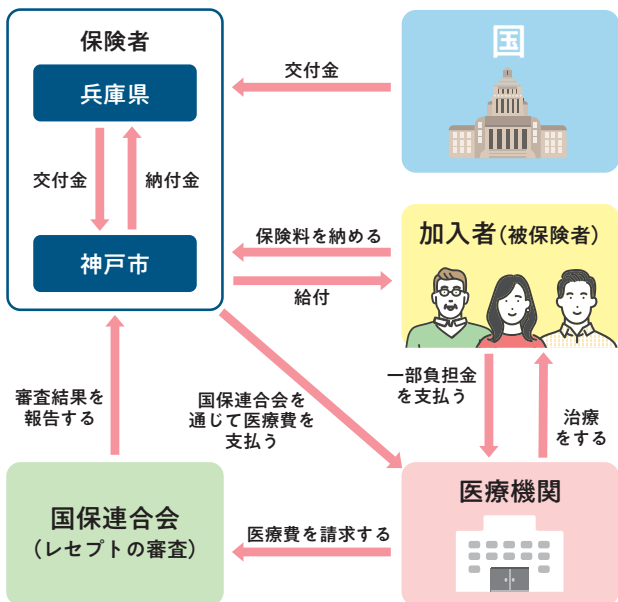 保険者
兵庫県
交付金
納付金
神戸市
国
交付金
保険料を納める
給付
加入者(被保険者)
審査結果を
報告する
国保連合会を
通じて医療費を
支払う
一部負担金
を支払う
治療
をする
国保連合会
(レセプトの審査)
医療費を請求する
医療機関